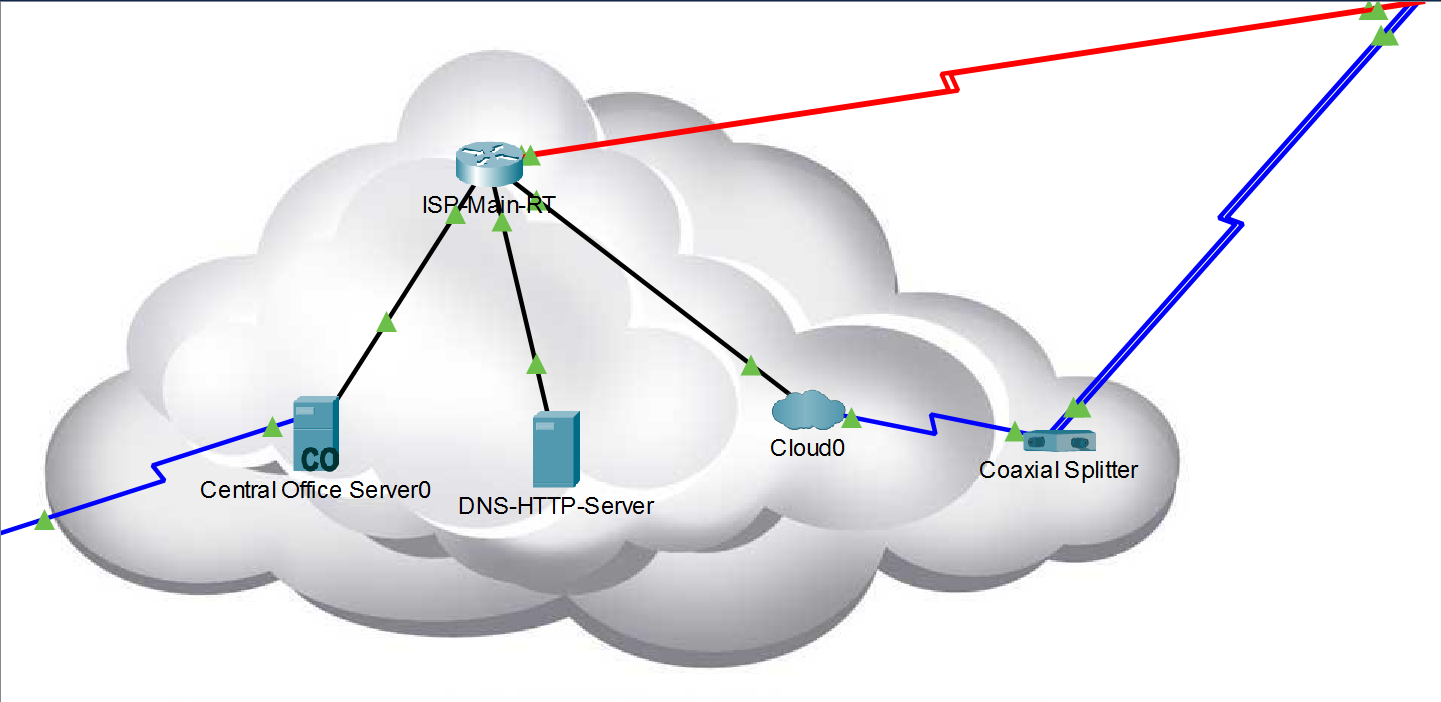 ISP-Main-RT
Cloud0
Coaxial Splitter
CO
Central Office Server0
DNS-HTTP-Server